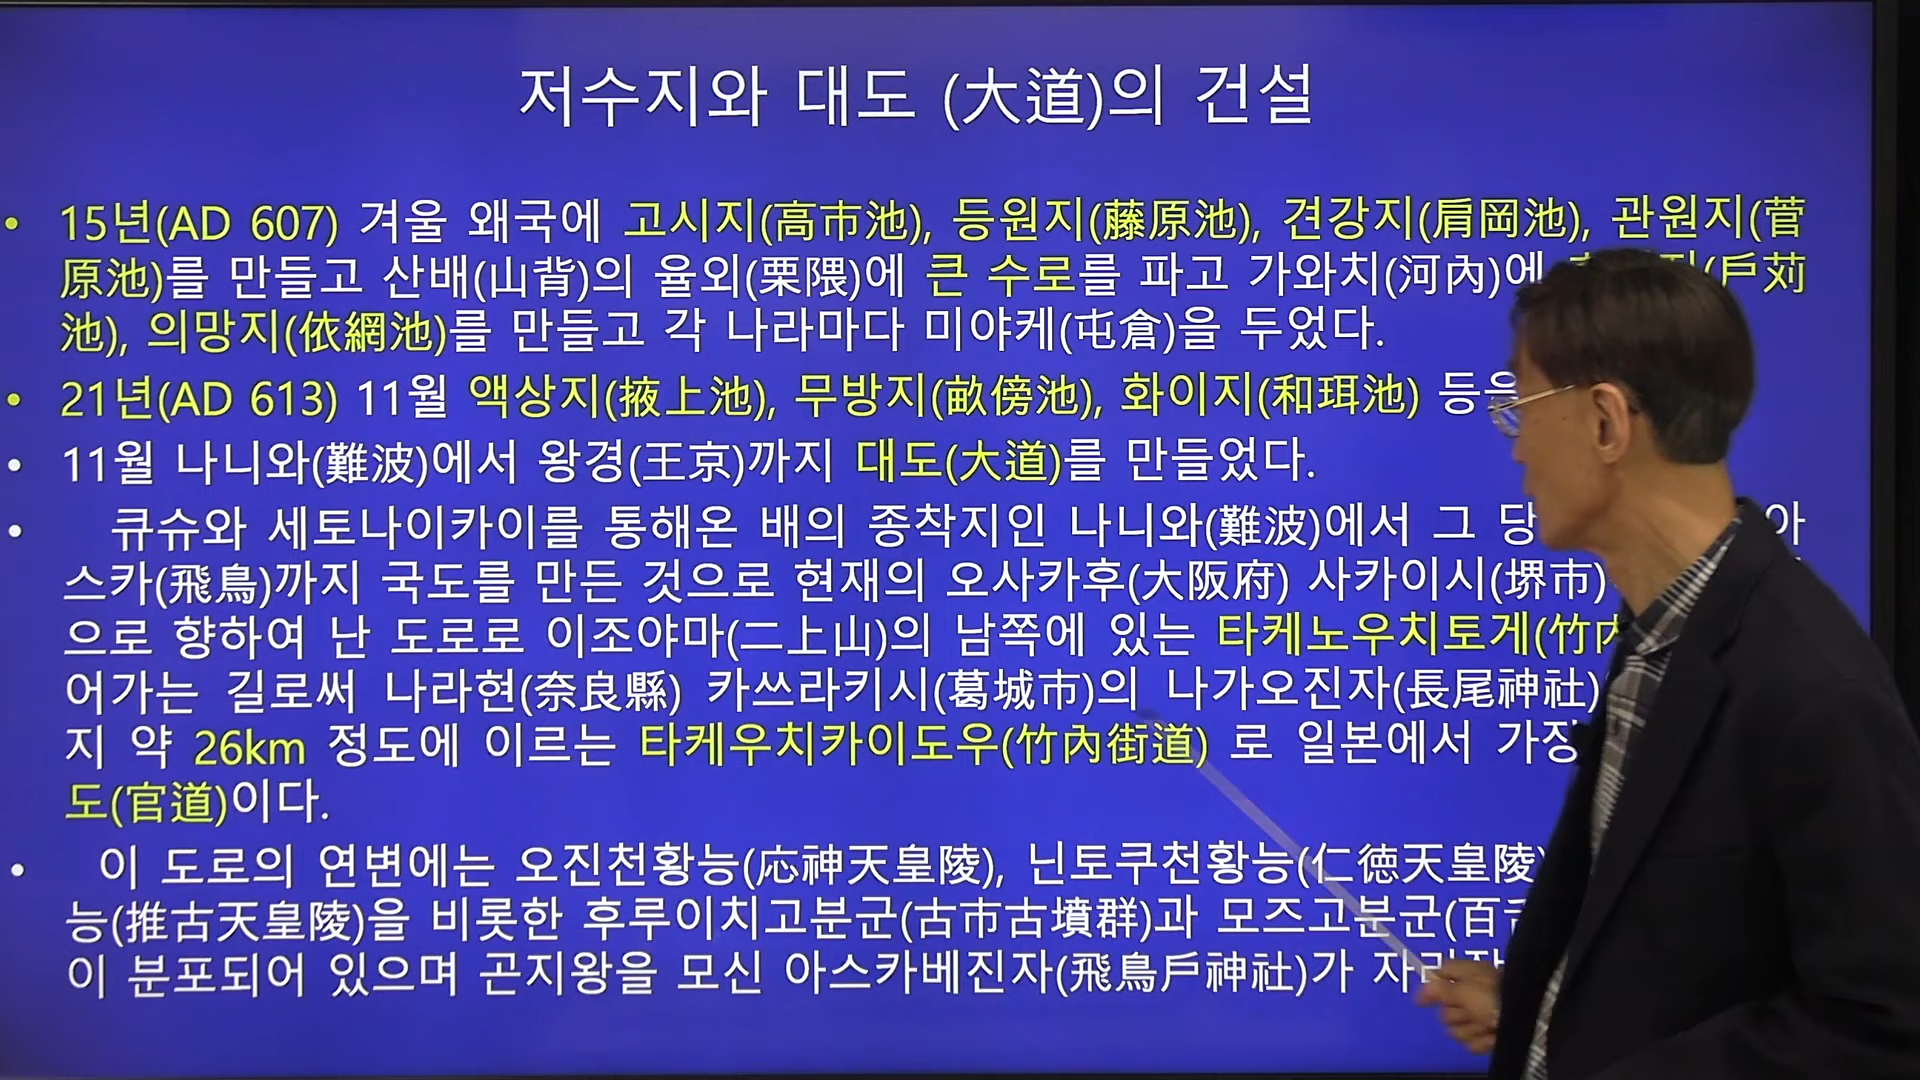 저수지와 대도 (大道)의 건설
• 15년(AD 607) 겨울 왜국에 고시지(高市池), 등원지(藤原池), 견강지(肩岡池), 관원지(菅
原池)를 만들고 산배(山背)의 율외(栗隈)에 큰 수로를 파고 가와치(河內)에
池), 의망지(依網池)를 만들고 각 나라마다 미야케(屯倉)을 두었다.
• 21년(AD 613) 11월 액상지(掖上池), 무방지(畝傍池), 화이지(和珥池)
• 11월 나니와(難波)에서 왕경(王京)까지 대도(大道)를 만들었다.
• 큐슈와 세토나이카이를 통해온 배의 종착지인 나니와(難波)에서 그 아
스카(飛鳥)까지 국도를 만든 것으로 현재의 오사카후(大阪府) 사카이시(堺市)
으로 향하여 난 도로로 이조야마(二上山)의 남쪽에 있는 타케노우치토게(竹
어가는 길로써 나라현(奈良縣) 카쓰라키시(葛城市)의 나가오진자(長尾神社)
지 약 26km 정도에 이르는 타케우치카이도우(竹內街道) 로 일본에서 가장
도(官道)이다.
• 이 도로의 연변에는 오진천황능(応神天皇陵), 닌토쿠천황능(仁徳天皇陵)
능(推古天皇陵)을 비롯한 후루이치고분군(古市古墳群)과 모즈고분군(百
이 분포되어 있으며 곤지왕을 모신 아스카베진자(飛鳥戶神社)가